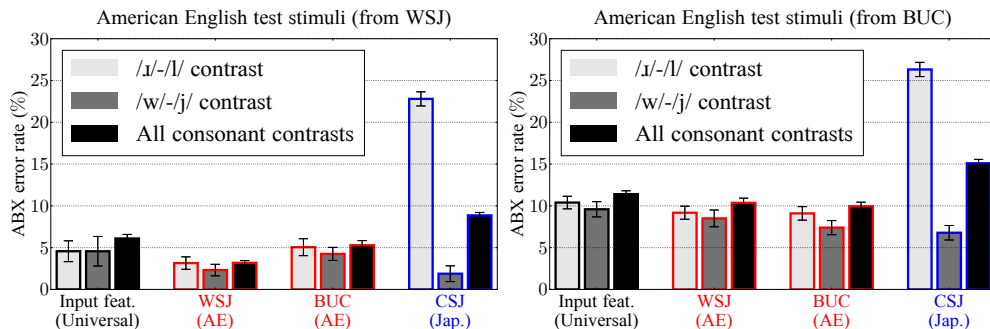 American English test stimuli (from WSJ)
ABX error rate (%)
30
25
20
15
10
5
0
/ɹ/-/l/ contrast
/w/-/j/ contrast
All consonant contrasts
Input feat.
(Universal)
WSJ
(AE)
BUC
(AE)
CSJ
(Jap.)
American English test stimuli (from BUC)
ABX error rate (%)
30
25
20
15
10
5
0
/ɹ/-/l/ contrast
/w/-/j/ contrast
All consonant contrasts
Input feat.
(Universal)
WSJ
(AE)
BUC
(AE)
CSJ
(Jap.)